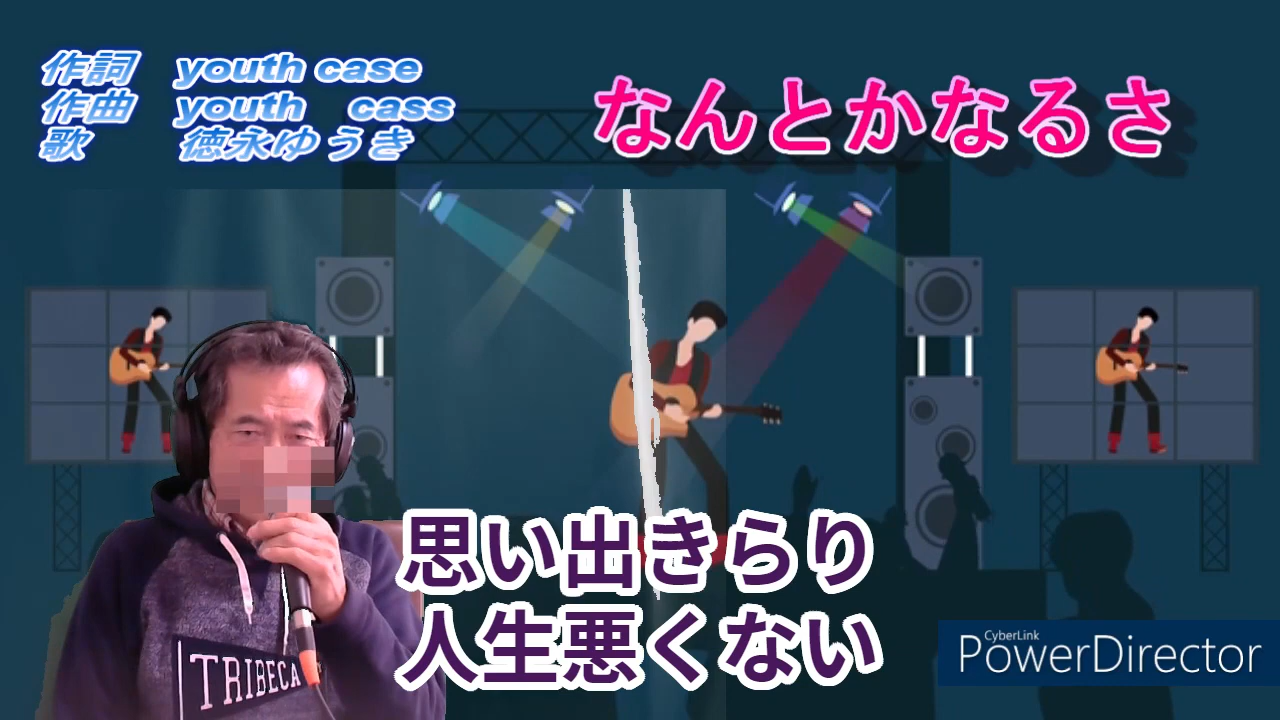 作詞 youth case
作曲 youth cass
歌 徳永ゆうき
なんとかなるさ
思い出きらり
人生悪くない
TRIBECA
CyberLink
PowerDirector